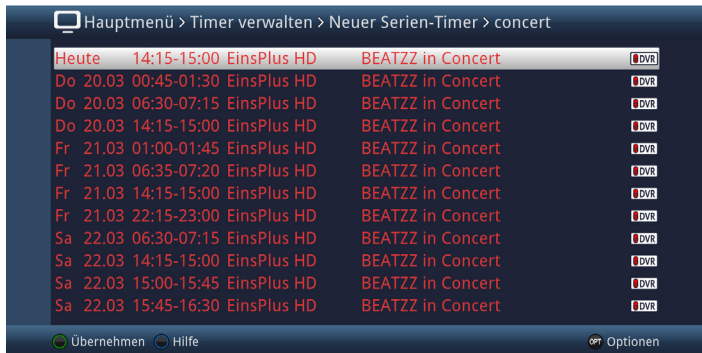 Hauptmenü > Timer verwalten > Neuer Serien-Timer > concert
Heute 14:15-15:00 EinsPlus HD BEATZZ in Concert DVR
Do 20.03 00:45-01:30 EinsPlus HD BEATZZ in Concert DVR
Do 20.03 06:30-07:15 EinsPlus HD BEATZZ in Concert DVR
Do 20.03 14:15-15:00 EinsPlus HD BEATZZ in Concert DVR
Fr 21.03 01:00-01:45 EinsPlus HD BEATZZ in Concert DVR
Fr 21.03 06:35-07:20 EinsPlus HD BEATZZ in Concert DVR
Fr 21.03 14:15-15:00 EinsPlus HD BEATZZ in Concert DVR
Fr 21.03 22:15-23:00 EinsPlus HD BEATZZ in Concert DVR
Sa 22.03 06:30-07:15 EinsPlus HD BEATZZ in Concert DVR
Sa 22.03 14:15-15:00 EinsPlus HD BEATZZ in Concert DVR
Sa 22.03 15:00-15:45 EinsPlus HD BEATZZ in Concert DVR
Sa 22.03 15:45-16:30 EinsPlus HD BEATZZ in Concert DVR
Übernehmen Hilfe OPT Optionen